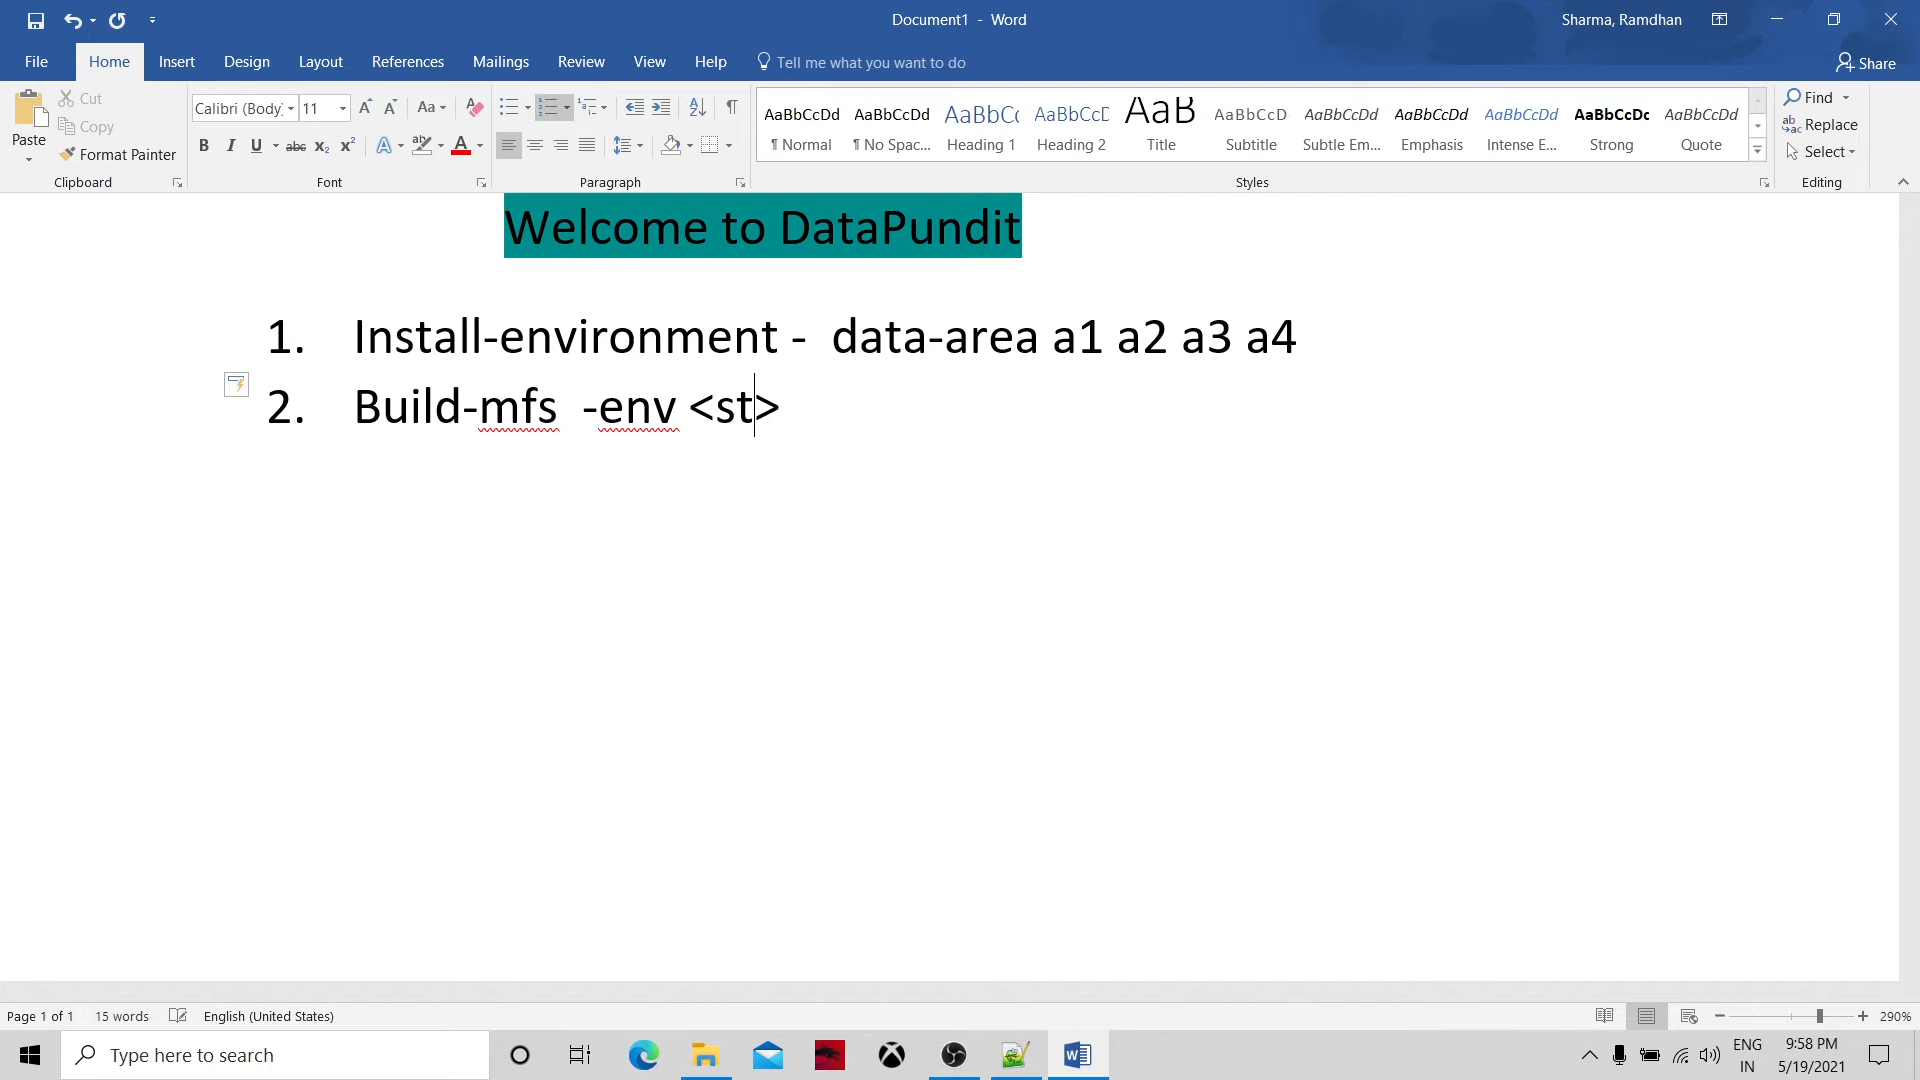 Document1 - Word
Sharma, Ramdhan
File Home Insert Design Layout References Mailings Review View Help Tell me what you want to do Share
Paste
Cut
Copy
Format Painter
Clipboard
Calibri (Body) 11
Font
Paragraph
AaBbCcDd AaBbCcDd AaBbCc AaBbCcD AaB AaBbCcD AaBbCcDd AaBbCcDd AaBbCcDd AaBbCcDc AaBbCcDd
¶ Normal ¶ No Spac... Heading 1 Heading 2 Title Subtitle Subtle Em... Emphasis Intense E... Strong Quote
Styles
Find
Replace
Select
Editing
Welcome to DataPundit
1. Install-environment - data-area a1 a2 a3 a4
2. Build-mfs -env <st>
Page 1 of 1 15 words English (United States) 290%
Type here to search
ENG
IN
9:58 PM
5/19/2021